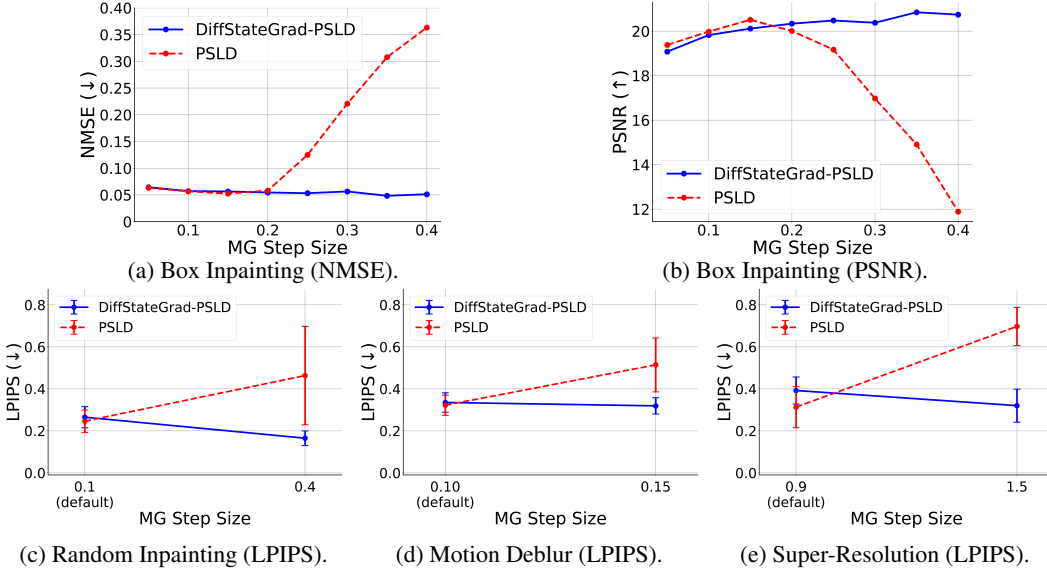 0.40
0.35
0.30
0.25
0.20
0.15
0.10
0.05
0
NMSE (↓)
DiffStateGrad-PSLD
PSLD
0.1 0.2 0.3 0.4
MG Step Size
(a) Box Inpainting (NMSE).
20
18
16
14
12
PSNR (↑)
DiffStateGrad-PSLD
PSLD
0.1 0.2 0.3 0.4
MG Step Size
(b) Box Inpainting (PSNR).
0.8
0.6
0.4
0.2
0.0
LPIPS (↓)
DiffStateGrad-PSLD
PSLD
0.1 0.4
(default)
MG Step Size
(c) Random Inpainting (LPIPS).
0.8
0.6
0.4
0.2
0.0
LPIPS (↓)
DiffStateGrad-PSLD
PSLD
0.10 0.15
(default)
MG Step Size
(d) Motion Deblur (LPIPS).
0.8
0.6
0.4
0.2
0.0
LPIPS (↓)
DiffStateGrad-PSLD
PSLD
0.9 1.5
(default)
MG Step Size
(e) Super-Resolution (LPIPS).